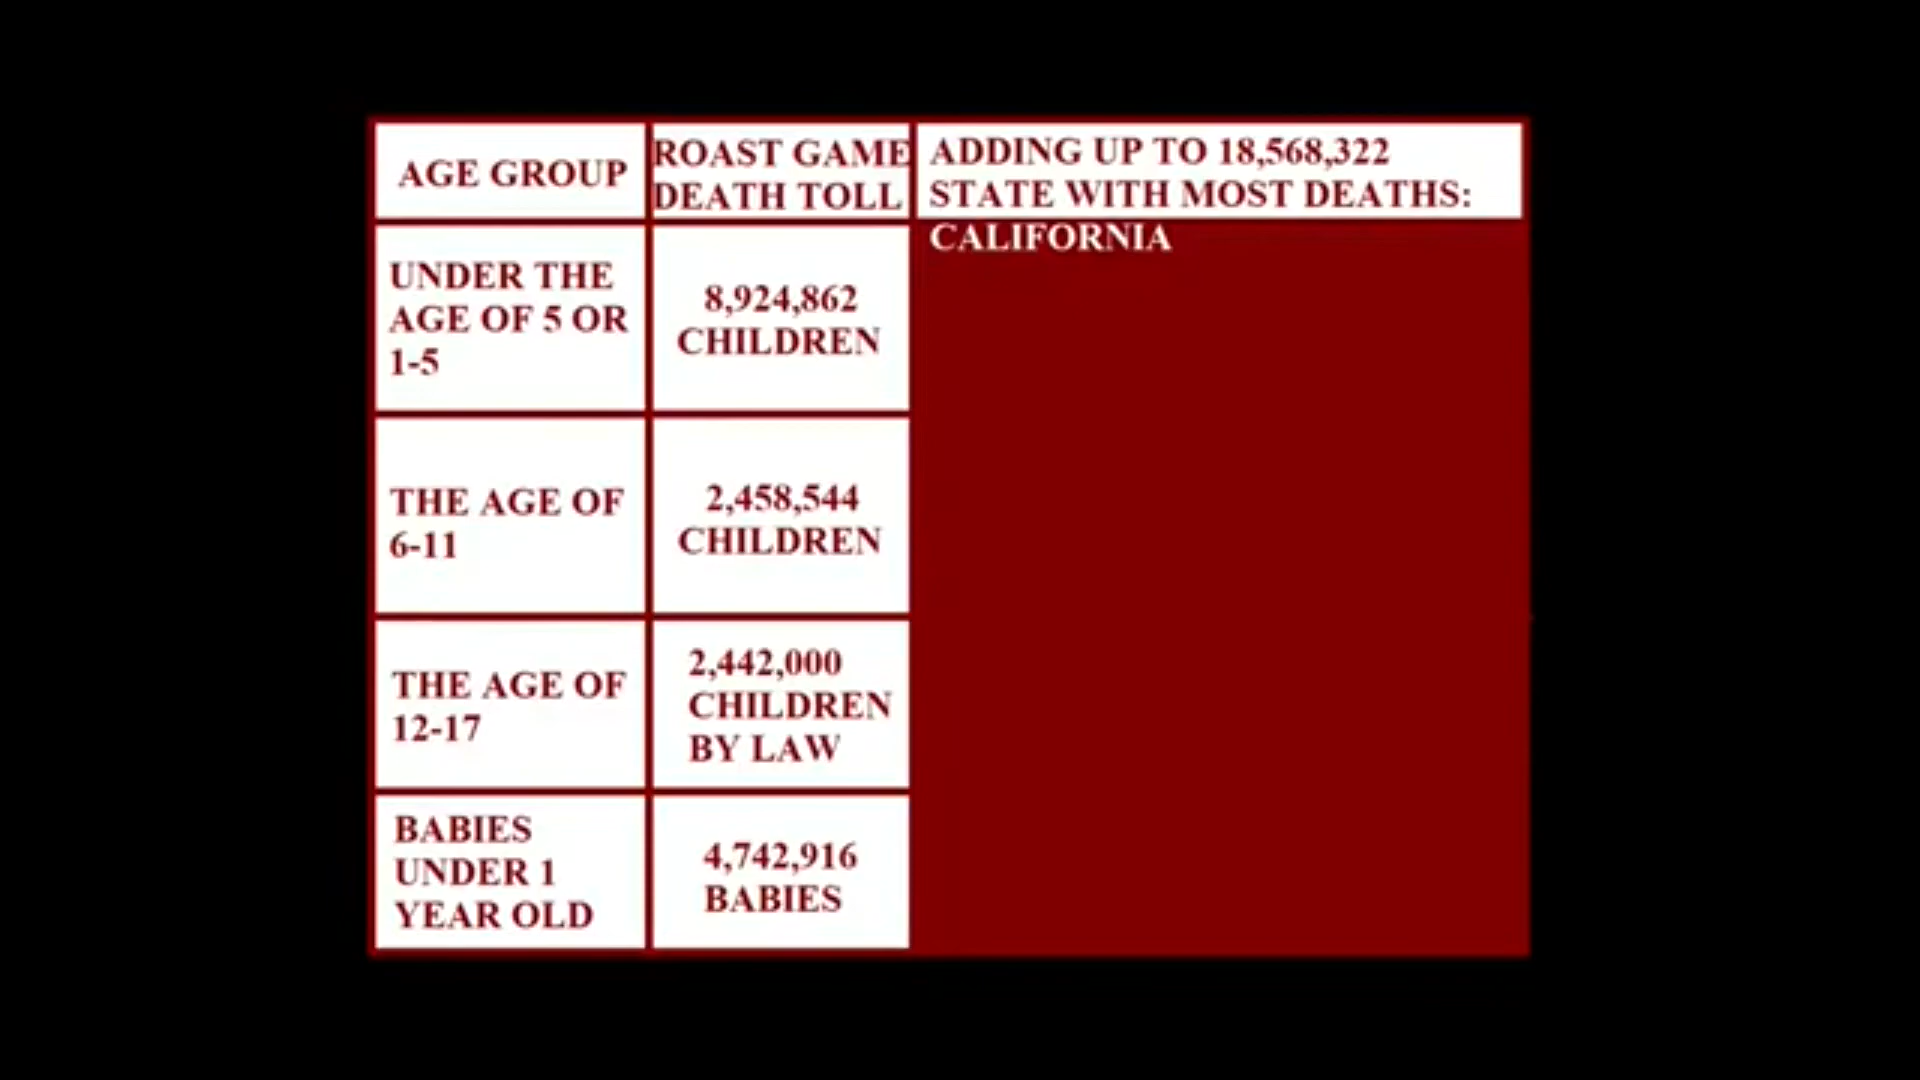 AGE GROUP
ROAST GAME
DEATH TOLL
ADDING UP TO 18,568,322
STATE WITH MOST DEATHS:
CALIFORNIA
UNDER THE
AGE OF 5 OR
1-5
8,924,862
CHILDREN
THE AGE OF
6-11
2,458,544
CHILDREN
THE AGE OF
12-17
2,442,000
CHILDREN
BY LAW
BABIES
UNDER 1
YEAR OLD
4,742,916
BABIES